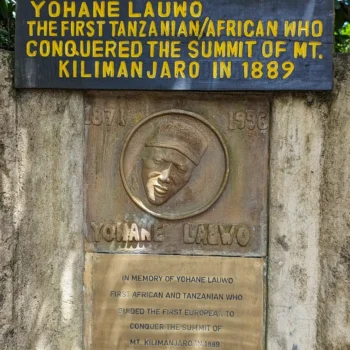 YOHANE LAUWO
THE FIRST TANZANIAN/AFRICAN WHO
CONQUERED THE SUMMIT OF MT.
KILIMANJARO IN 1889
1871 1996
YOHANE LAUWO
IN MEMORY OF YOHANE LAUWO
FIRST AFRICAN AND TANZANIAN WHO
GUIDED THE FIRST EUROPEAN TO
CONQUER THE SUMMIT OF
MT. KILIMANJARO IN 1889